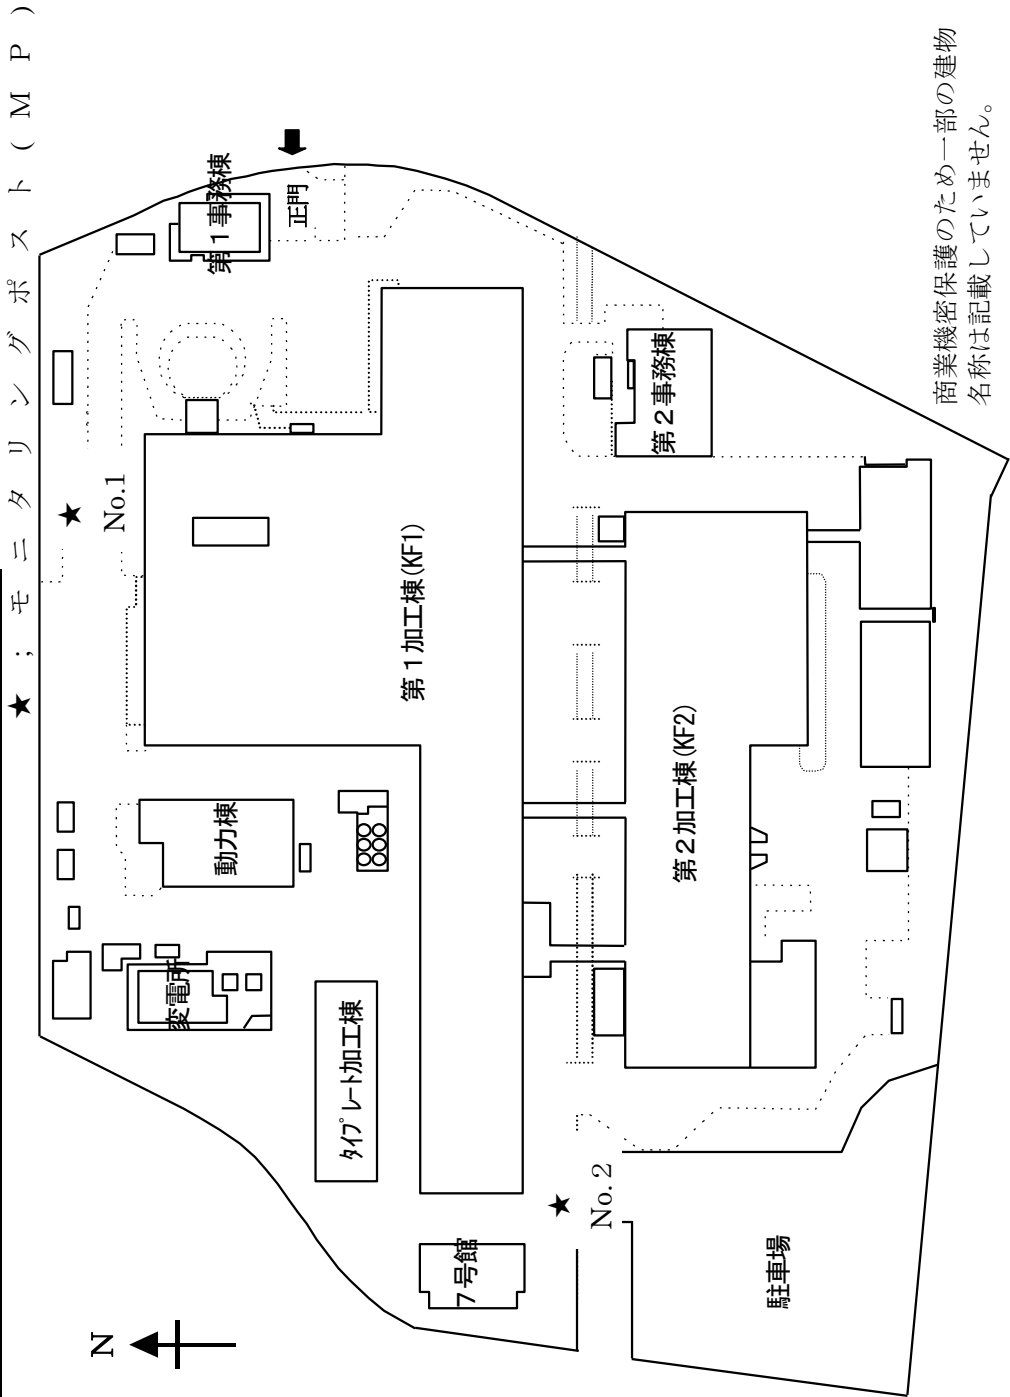 ★；モニタリングポスト(ＭＰ)
N
No.1
正門
第１事務棟
変電所
動力棟
タイプレート加工棟
第１加工棟(KF1)
７号館
No.2
第２事務棟
第２加工棟(KF2)
駐車場
商業機密保護のため一部の建物
名称は記載していません。